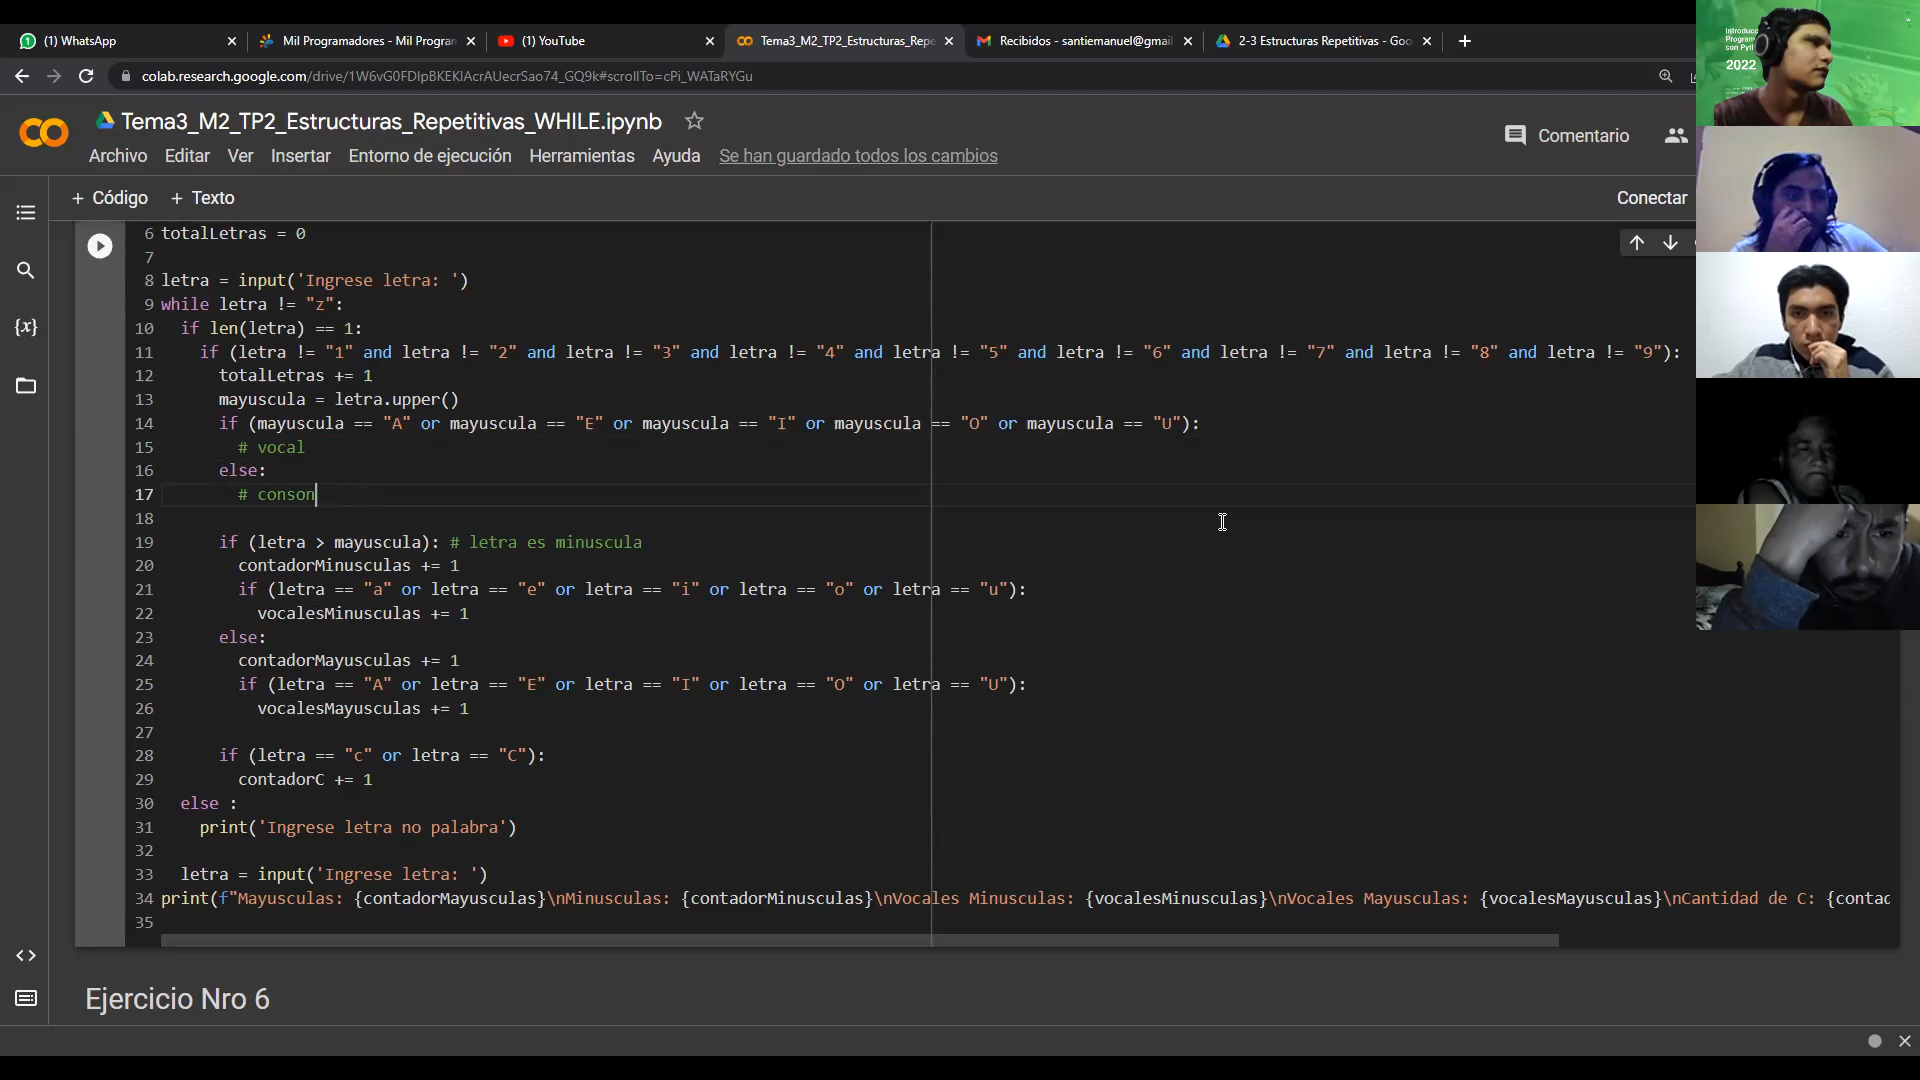 (1) WhatsApp
Mil Programadores - Mil Progran
(1) YouTube
Tema3_M2_TP2_Estructuras_Repe
Recibidos - santiemanuel@gmai
2-3 Estructuras Repetitivas - Goo
colab.research.google.com/drive/1W6vG0FDIpBKEKIAcrAUecrSao74_GQ9k#scrollTo=cPi_WATaRYGu
Tema3_M2_TP2_Estructuras_Repetitivas_WHILE.ipynb
Comentario
Archivo Editar Ver Insertar Entorno de ejecución Herramientas Ayuda Se han guardado todos los cambios
+ Código + Texto
Conectar
6 totalLetras = 0
7
8 letra = input('Ingrese letra: ')
9 while letra != "z":
10 if len(letra) == 1:
11 if (letra != "1" and letra != "2" and letra != "3" and letra != "4" and letra != "5" and letra != "6" and letra != "7" and letra != "8" and letra != "9"):
12 totalLetras += 1
13 mayuscula = letra.upper()
14 if (mayuscula == "A" or mayuscula == "E" or mayuscula == "I" or mayuscula == "O" or mayuscula == "U"):
15 # vocal
16 else:
17 # conson
18
19 if (letra > mayuscula): # letra es minuscula
20 contadorMinusculas += 1
21 if (letra == "a" or letra == "e" or letra == "i" or letra == "o" or letra == "u"):
22 vocalesMinusculas += 1
23 else:
24 contadorMayusculas += 1
25 if (letra == "A" or letra == "E" or letra == "I" or letra == "O" or letra == "U"):
26 vocalesMayusculas += 1
27
28 if (letra == "c" or letra == "C"):
29 contadorC += 1
30 else :
31 print('Ingrese letra no palabra')
32
33 letra = input('Ingrese letra: ')
34 print(f"Mayusculas: {contadorMayusculas}\nMinusculas: {contadorMinusculas}\nVocales Minusculas: {vocalesMinusculas}\nVocales Mayusculas: {vocalesMayusculas}\nCantidad de C: {contad
35
Ejercicio Nro 6
Introducc
Program
con Pyt
2022